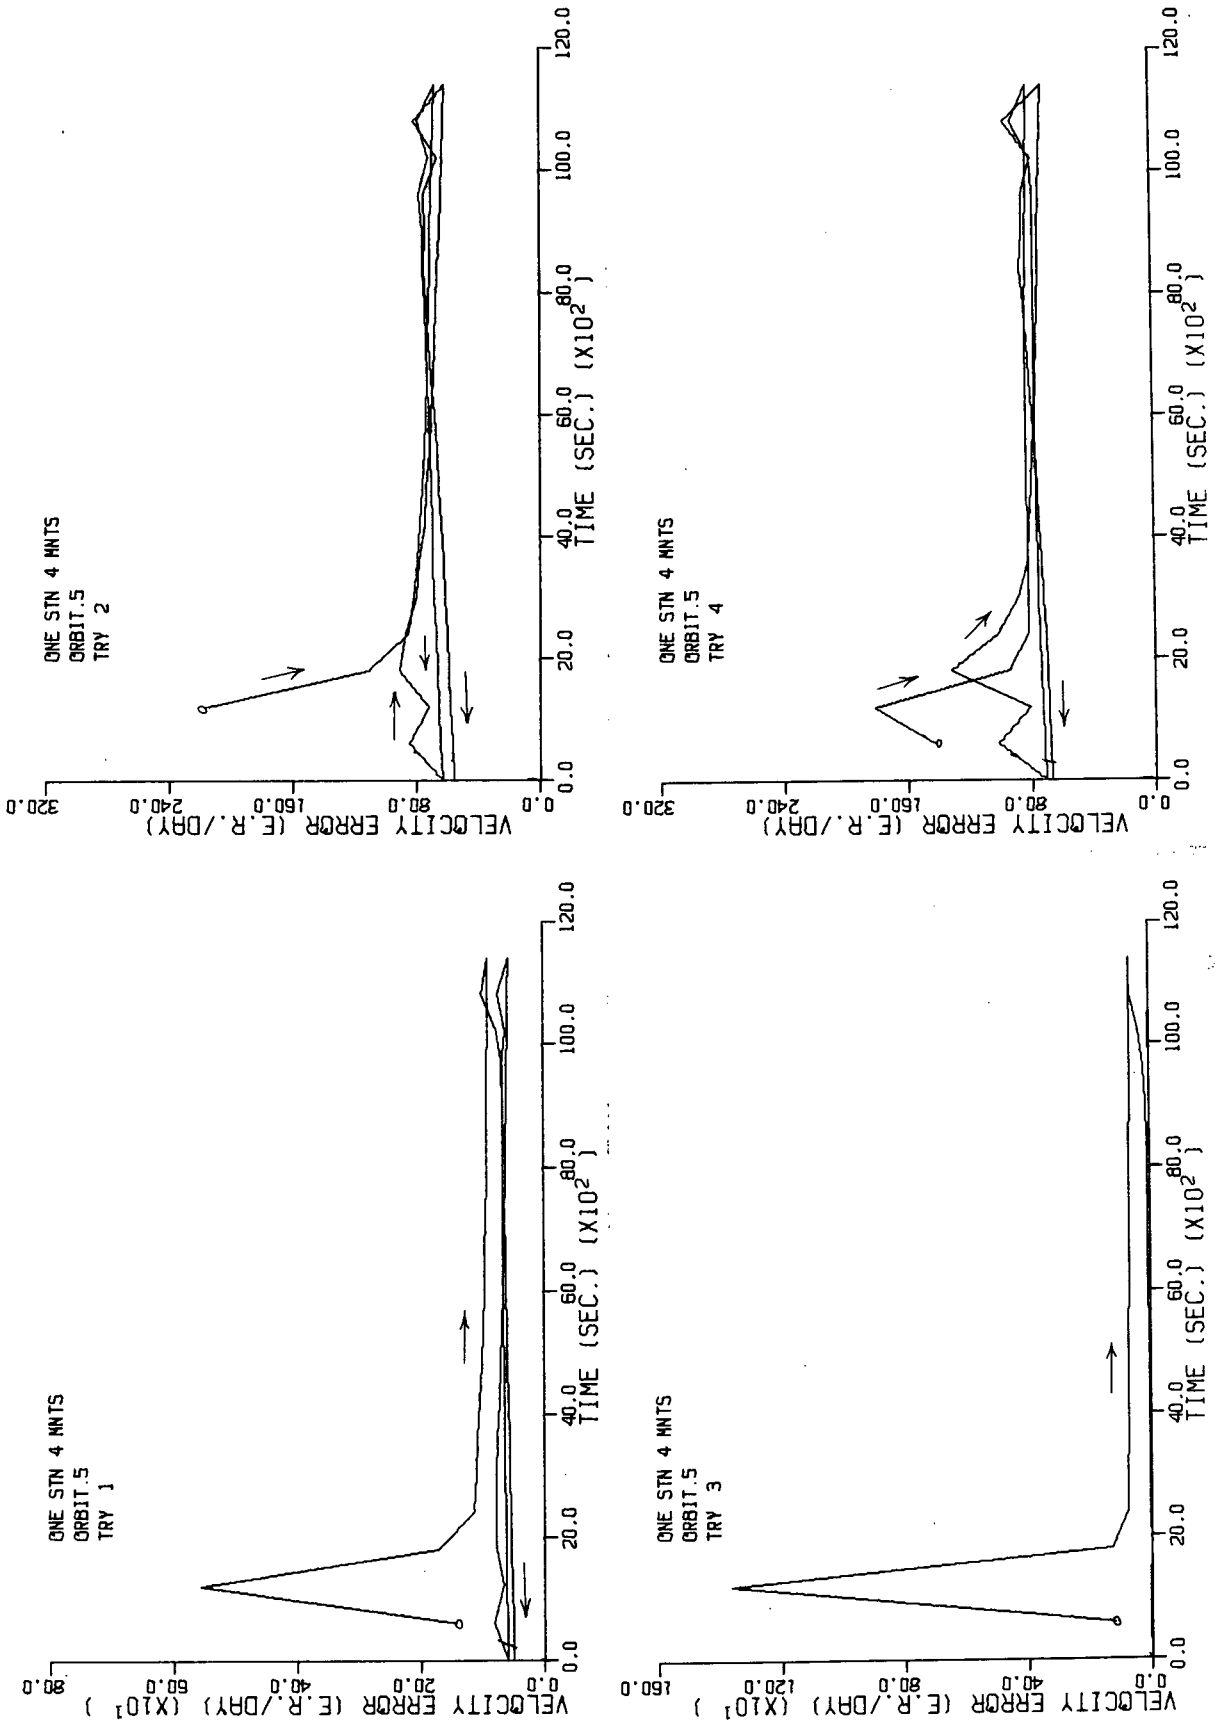 ONE STN 4 MNTS
ORBIT.5
TRY 1
VELOCITY ERROR (E.R./DAY) (X10¹ )
80.0
60.0
40.0
20.0
0.0
0.0
20.0
40.0
60.0
80.0
100.0
120.0
TIME (SEC.) (X10² )
ONE STN 4 MNTS
ORBIT.5
TRY 2
VELOCITY ERROR (E.R./DAY)
320.0
240.0
160.0
80.0
0.0
0.0
20.0
40.0
60.0
80.0
100.0
120.0
TIME (SEC.) (X10² )
ONE STN 4 MNTS
ORBIT.5
TRY 3
VELOCITY ERROR (E.R./DAY) (X10¹ )
160.0
120.0
80.0
40.0
0.0
0.0
20.0
40.0
60.0
80.0
100.0
120.0
TIME (SEC.) (X10² )
ONE STN 4 MNTS
ORBIT.5
TRY 4
VELOCITY ERROR (E.R./DAY)
320.0
240.0
160.0
80.0
0.0
0.0
20.0
40.0
60.0
80.0
100.0
120.0
TIME (SEC.) (X10² )